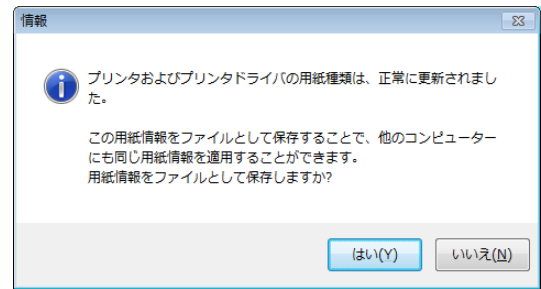 情報
プリンタおよびプリンタドライバの用紙種類は、正常に更新されまし
た。
この用紙情報をファイルとして保存することで、他のコンピューター
にも同じ用紙情報を適用することができます。
用紙情報をファイルとして保存しますか?
はい(Y)
いいえ(N)